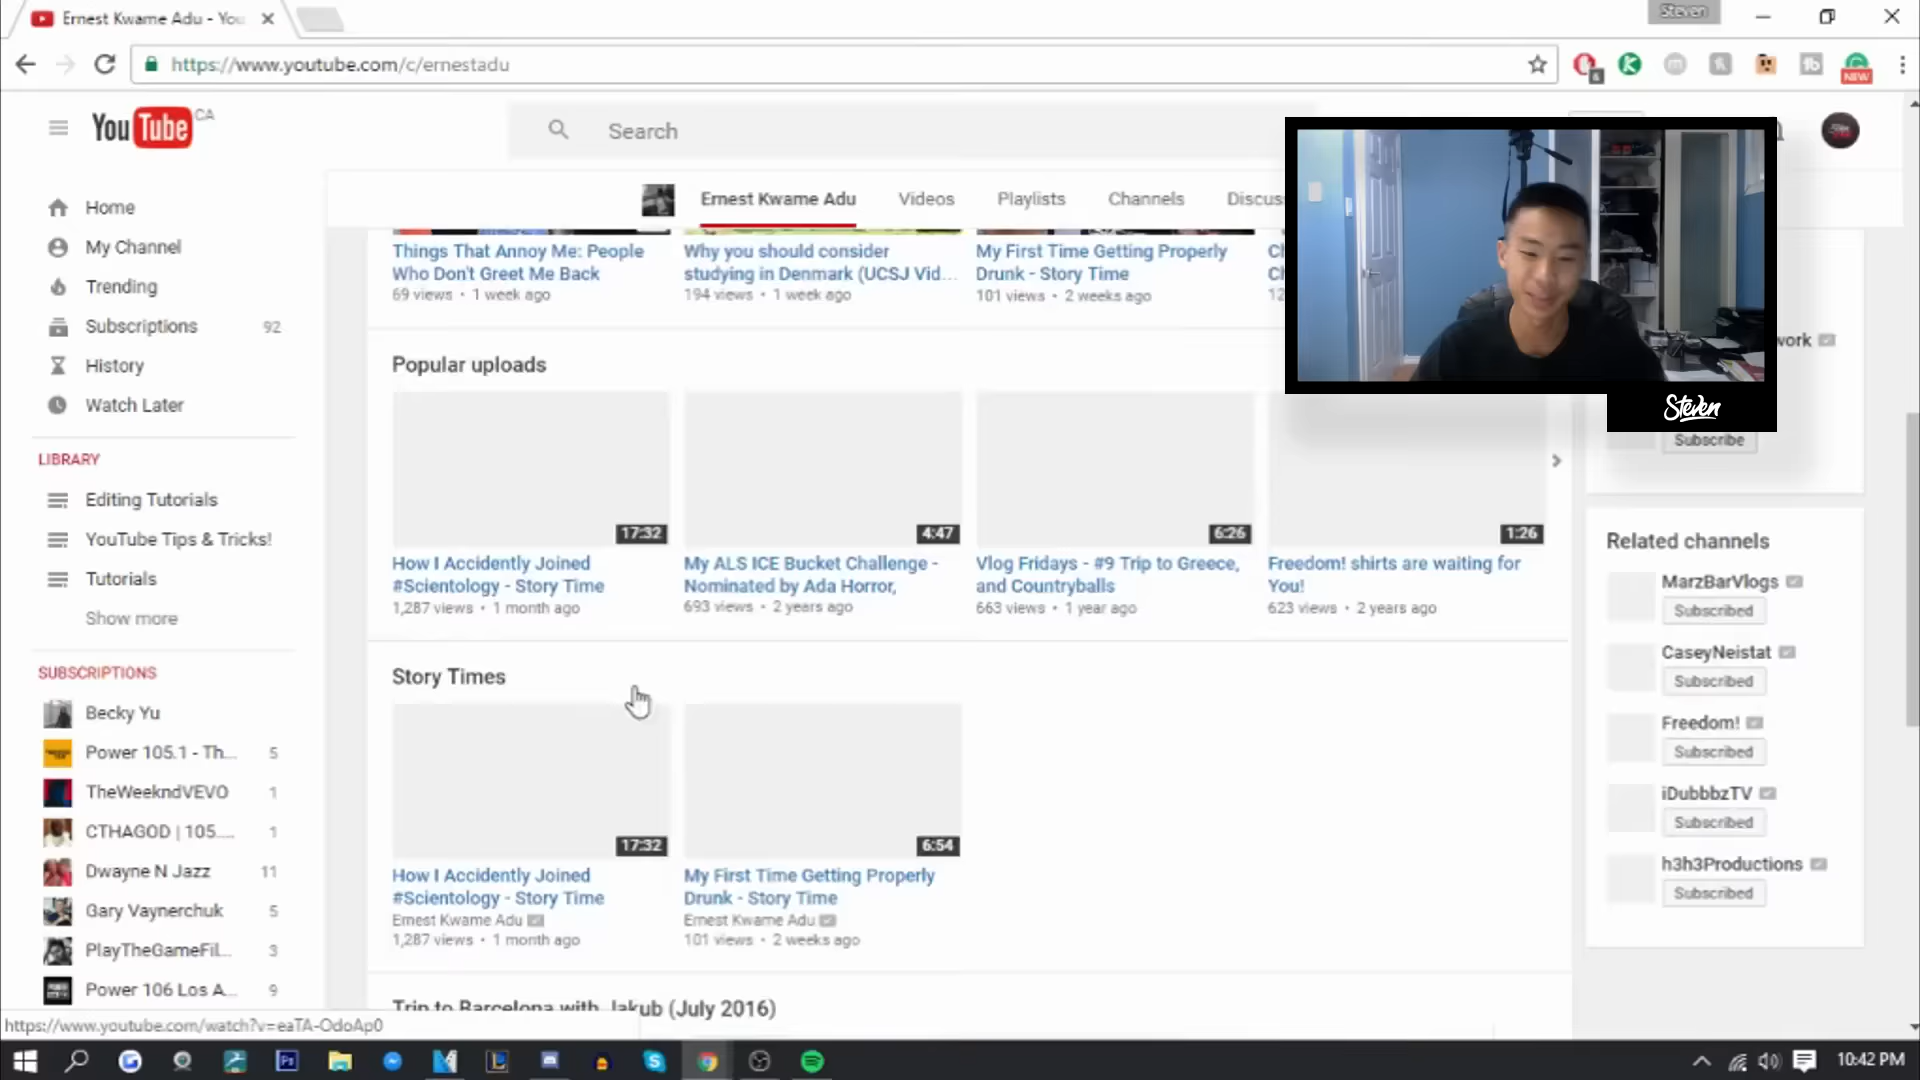 Ernest Kwame Adu - You
Steven
https://www.youtube.com/c/ernestadu
NEW
YouTube CA
Search
Home
My Channel
Trending
Subscriptions 92
History
Watch Later
LIBRARY
Editing Tutorials
YouTube Tips & Tricks!
Tutorials
Show more
SUBSCRIPTIONS
Becky Yu
Power 105.1 - Th... 5
TheWeekndVEVO 1
CTHAGOD | 105.... 1
Dwayne N Jazz 11
Gary Vaynerchuk 5
PlayTheGameFil... 3
Power 106 Los A... 9
Ernest Kwame Adu Videos Playlists Channels Discus
Things That Annoy Me: People
Who Don't Greet Me Back
69 views • 1 week ago
Why you should consider
studying in Denmark (UCSJ Vid...
194 views • 1 week ago
My First Time Getting Properly
Drunk - Story Time
101 views • 2 weeks ago
Popular uploads
17:32
How I Accidently Joined
#Scientology - Story Time
1,287 views • 1 month ago
4:47
My ALS ICE Bucket Challenge -
Nominated by Ada Horror,
693 views • 2 years ago
6:26
Vlog Fridays - #9 Trip to Greece,
and Countryballs
663 views • 1 year ago
1:26
Freedom! shirts are waiting for
You!
623 views • 2 years ago
Story Times
17:32
How I Accidently Joined
#Scientology - Story Time
Ernest Kwame Adu
1,287 views • 1 month ago
6:54
My First Time Getting Properly
Drunk - Story Time
Ernest Kwame Adu
101 views • 2 weeks ago
Trip to Barcelona with Jakub (July 2016)
Steven
work
Subscribe
Related channels
MarzBarVlogs
Subscribed
CaseyNeistat
Subscribed
Freedom!
Subscribed
iDubbbzTV
Subscribed
h3h3Productions
Subscribed
https://www.youtube.com/watch?v=eaTA-OdoAp0
10:42 PM